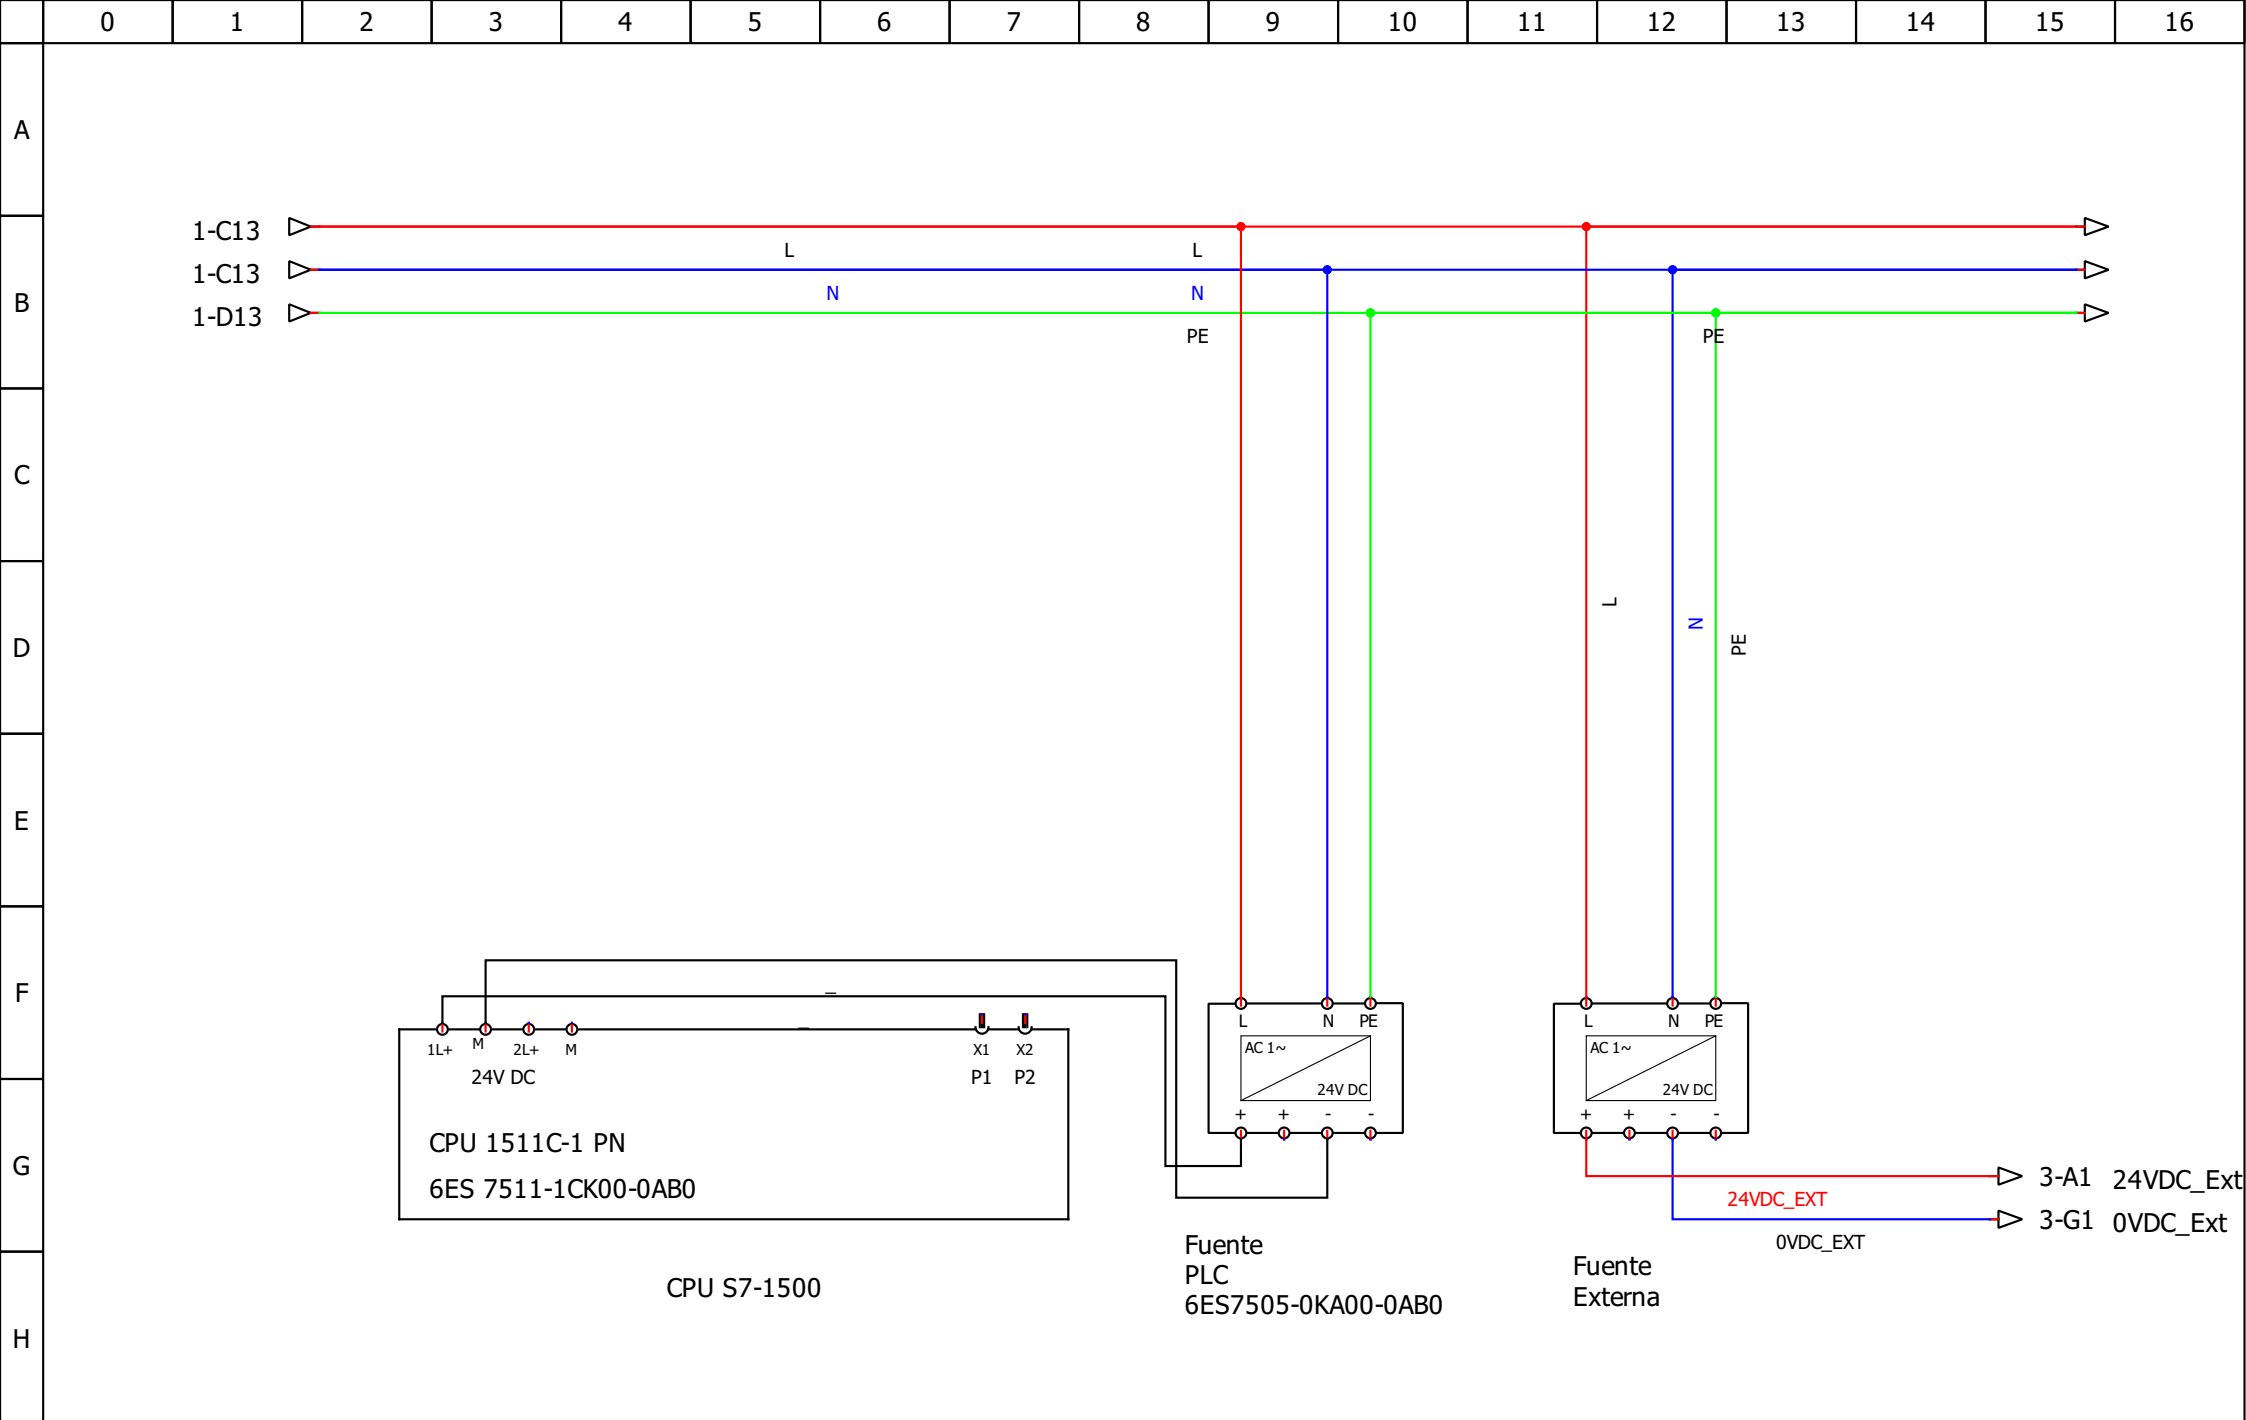 0 1 2 3 4 5 6 7 8 9 10 11 12 13 14 15 16
A
1-C13
L L
1-C13
B
N N
1-D13
PE PE
C
D
L
N
PE
E
F
_
_
L N PE L N PE
1L+ M 2L+ M X1 X2
AC 1~ AC 1~
24V DC P1 P2
24V DC 24V DC
+ + - - + + - -
CPU 1511C-1 PN
G
6ES 7511-1CK00-0AB0
3-A1 24VDC_Ext
24VDC_EXT
3-G1 0VDC_Ext
0VDC_EXT
Fuente
PLC
6ES7505-0KA00-0AB0
Fuente
Externa
CPU S7-1500
H